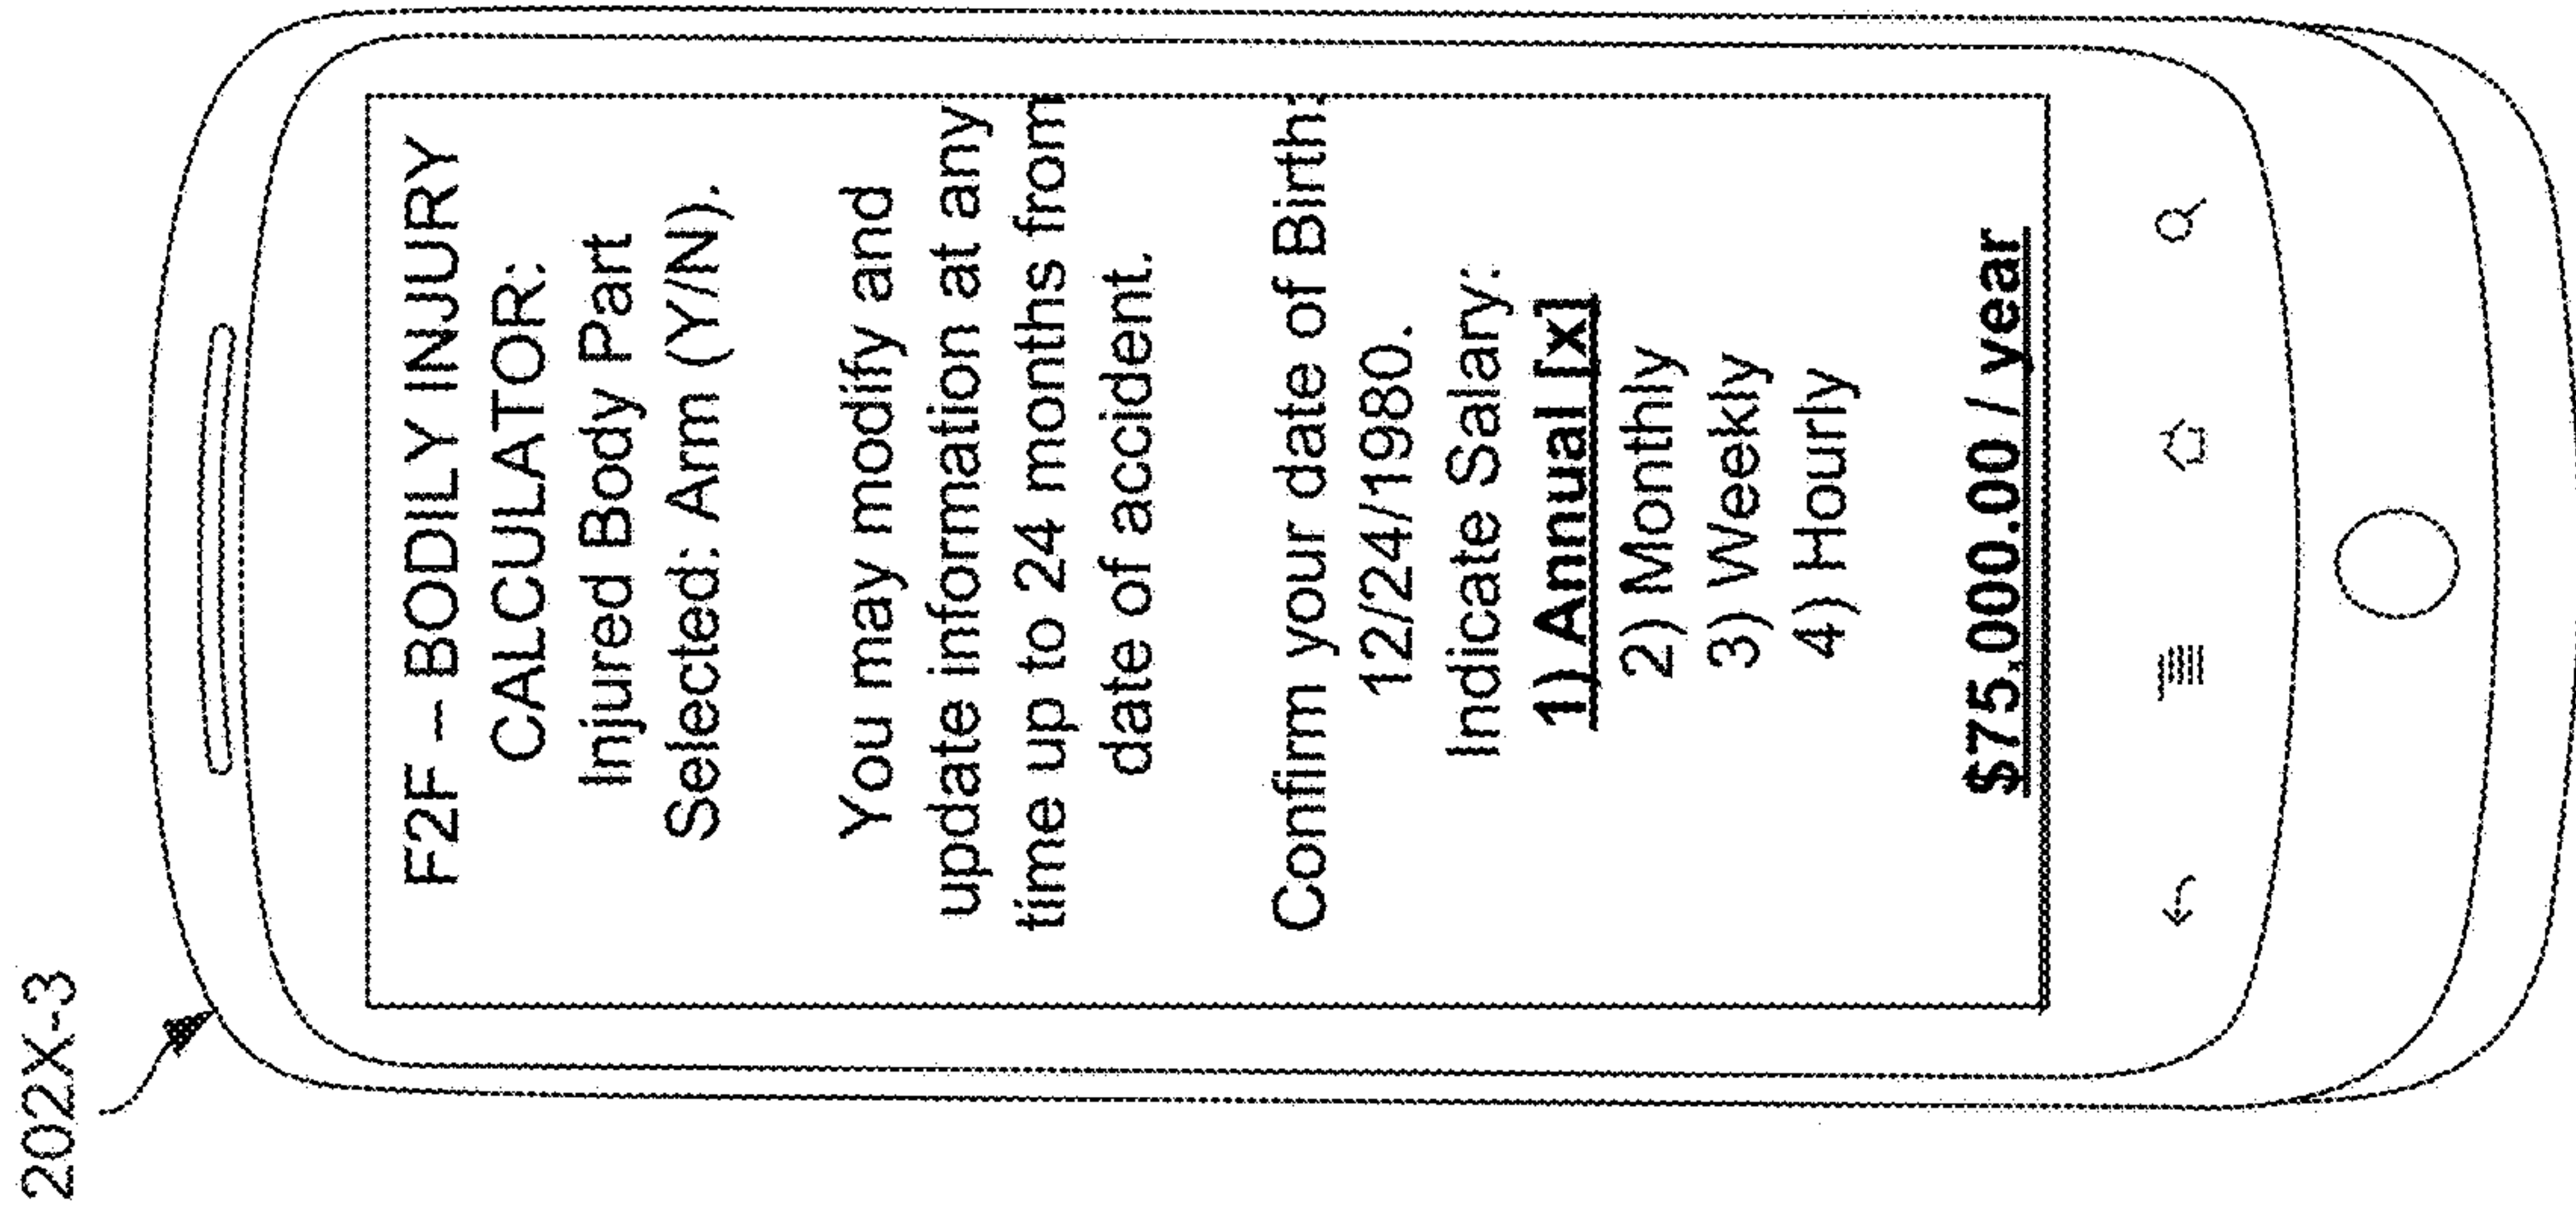 202X-3
F2F – BODILY INJURY
CALCULATOR:
Injured Body Part
Selected: Arm (Y/N).
You may modify and
update information at any
time up to 24 months from
date of accident.
Confirm your date of Birth:
12/24/1980.
Indicate Salary:
1) Annual [x]
2) Monthly
3) Weekly
4) Hourly
$75,000.00 / year